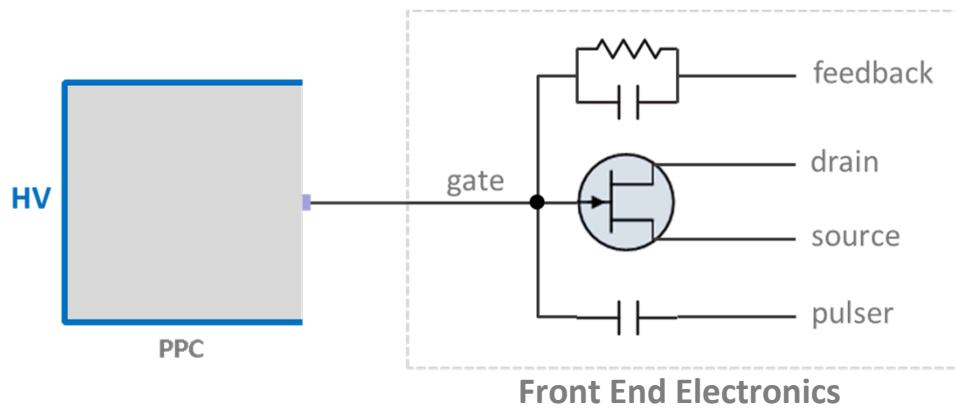 feedback
drain
gate
HV
source
pulser
PPC
Front End Electronics